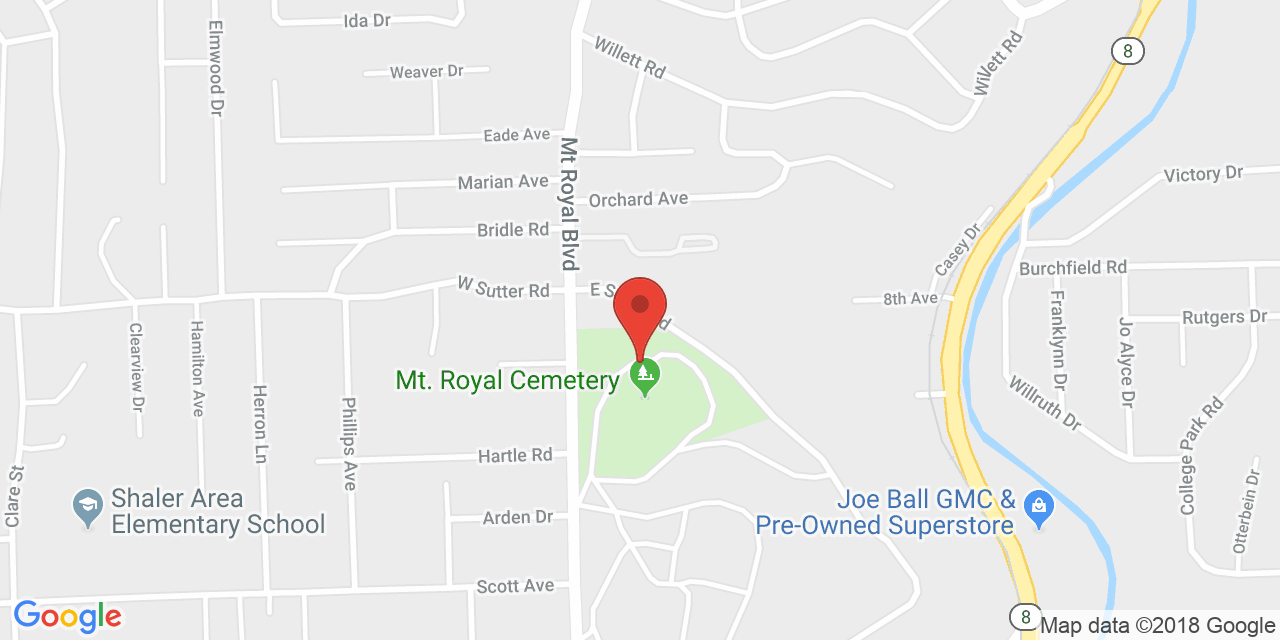 Ida Dr
Elmwood Dr
Weaver Dr
Willett Rd
8
Eade Ave
Mt Royal Blvd
Marian Ave
Orchard Ave
Victory Dr
Bridle Rd
Casey Dr
W Sutter Rd
E S
8th Ave
Burchfield Rd
Franklynn Dr
Jo Alyce Dr
Rutgers Dr
Clearview Dr
Hamilton Ave
Herron Ln
Phillips Ave
Mt. Royal Cemetery
Willruth Dr
College Park Rd
Otterbein Dr
Hartle Rd
Clare St
Shaler Area
Elementary School
Arden Dr
Joe Ball GMC &
Pre-Owned Superstore
Scott Ave
Google
8
Map data ©2018 Google